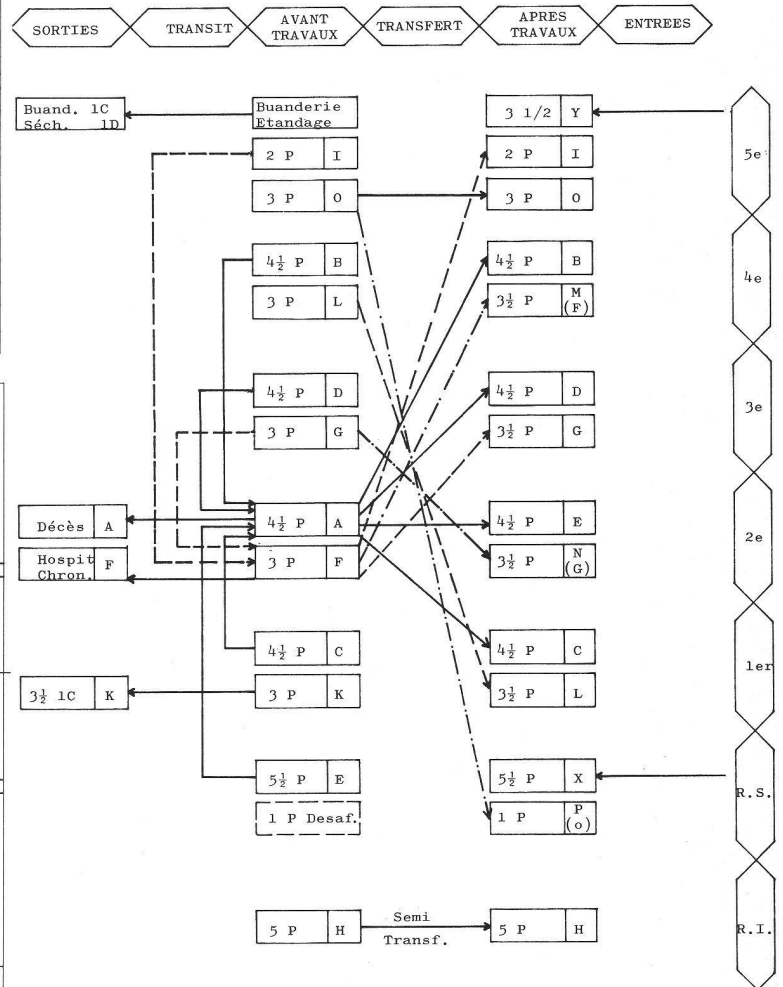 SORTIES
TRANSIT
AVANT
TRAVAUX
TRANSFERT
APRES
TRAVAUX
ENTREES
Buand. 1C
Séch. 1D
Buanderie
Etandage
3 1/2 Y
5e
2 P I
2 P I
3 P O
3 P O
4½ P B
4½ P B
4e
3 P L
3½ P M
(F)
4½ P D
4½ P D
3e
3 P G
3½ P G
Décès A
4½ P A
4½ P E
2e
Hospit F
Chron.
3 P F
3½ P N
(G)
4½ P C
4½ P C
1er
3½ 1C K
3 P K
3½ P L
5½ P E
5½ P X
R.S.
1 P Desaf.
1 P P
(o)
5 P H
Semi
Transf.
5 P H
R.I.